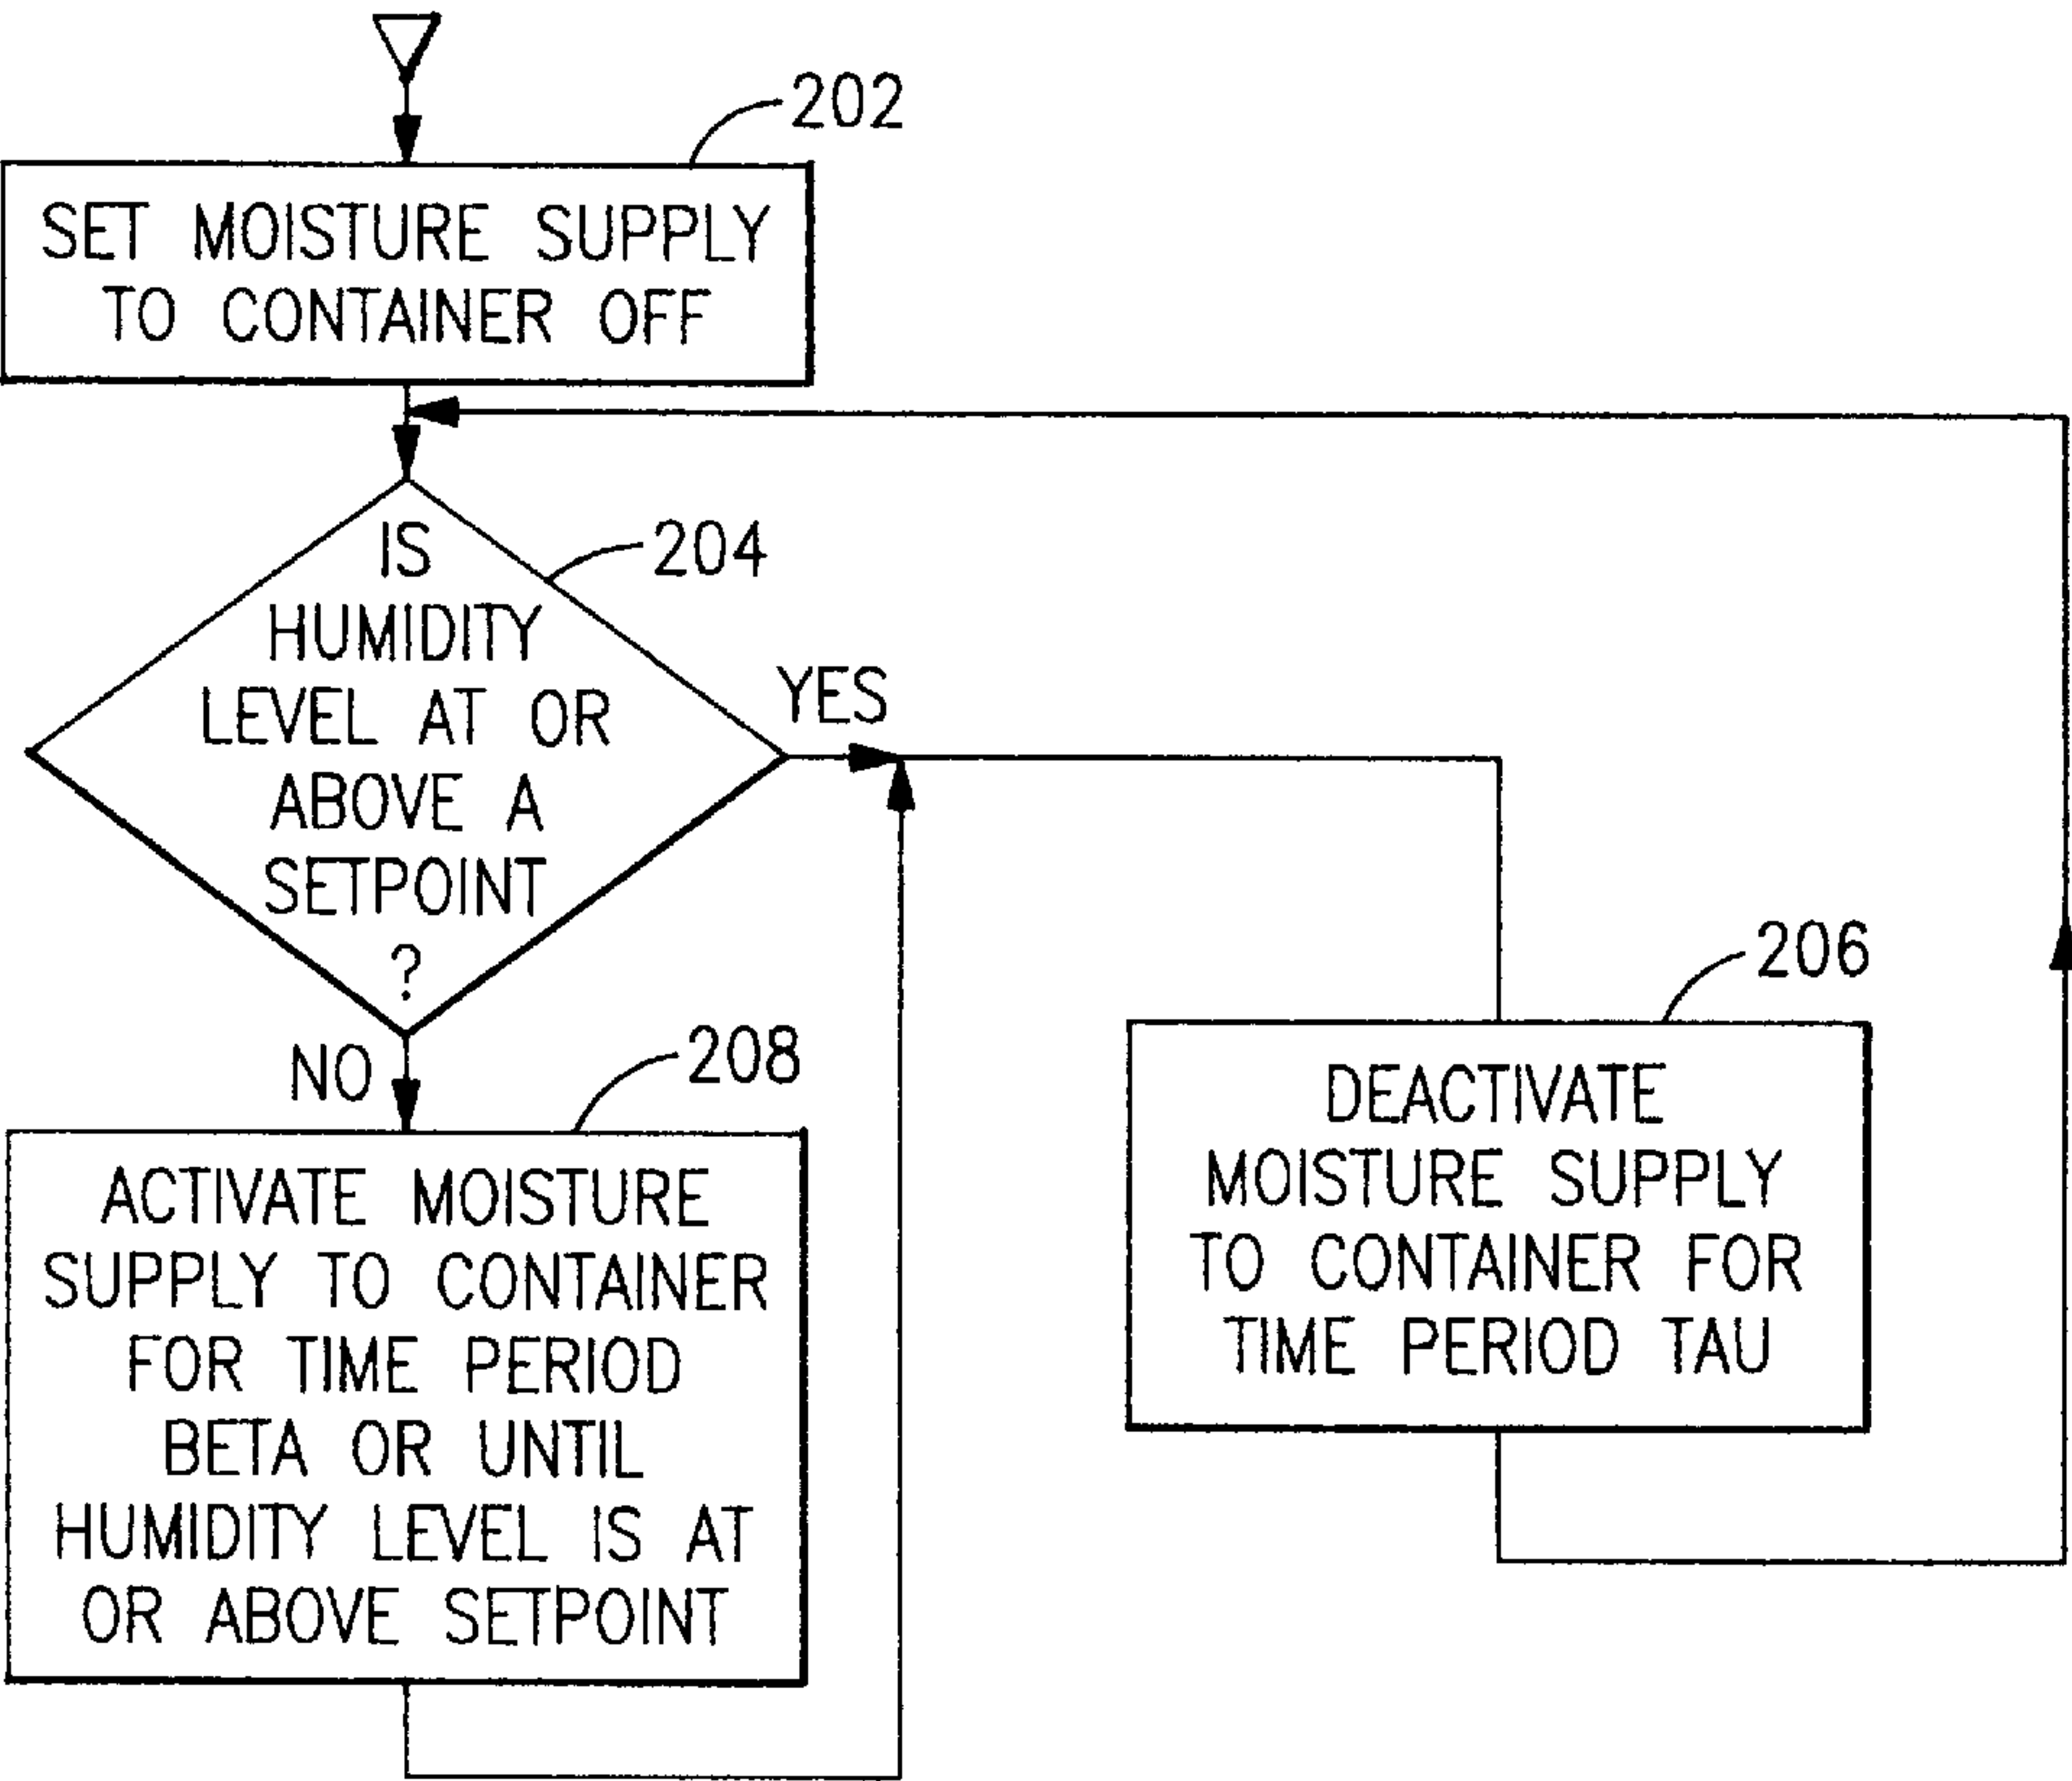 202
SET MOISTURE SUPPLY
TO CONTAINER OFF
204
IS
HUMIDITY
LEVEL AT OR
ABOVE A
SETPOINT
?
YES
NO
208
ACTIVATE MOISTURE
SUPPLY TO CONTAINER
FOR TIME PERIOD
BETA OR UNTIL
HUMIDITY LEVEL IS AT
OR ABOVE SETPOINT
206
DEACTIVATE
MOISTURE SUPPLY
TO CONTAINER FOR
TIME PERIOD TAU